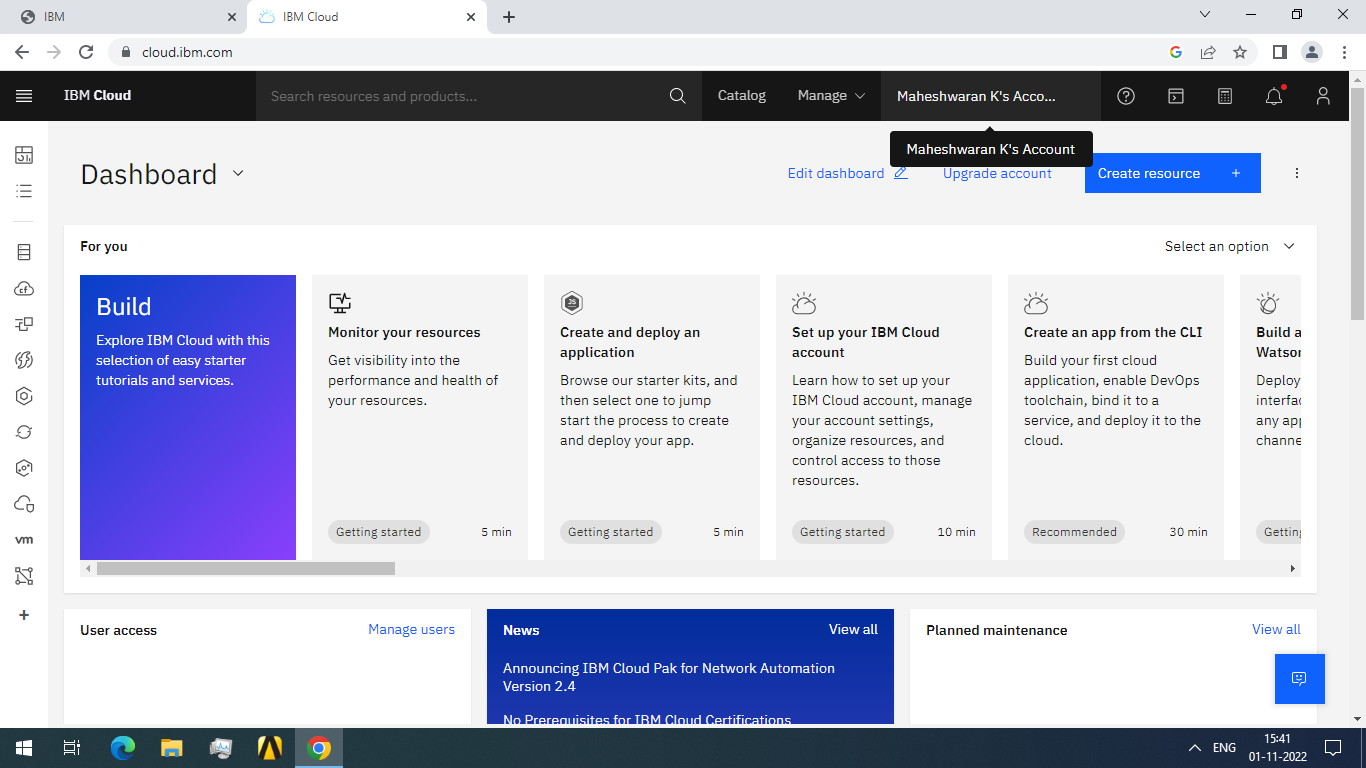 IBM
IBM Cloud
cloud.ibm.com
IBM Cloud
Search resources and products...
Catalog
Manage
Maheshwaran K's Acco...
Maheshwaran K's Account
Dashboard
Edit dashboard
Upgrade account
Create resource +
For you
Select an option
Build
Explore IBM Cloud with this
selection of easy starter
tutorials and services.
Monitor your resources
Get visibility into the
performance and health of
your resources.
Getting started
5 min
JS
Create and deploy an
application
Browse our starter kits, and
then select one to jump
start the process to create
and deploy your app.
Getting started
5 min
Set up your IBM Cloud
account
Learn how to set up your
IBM Cloud account, manage
your account settings,
organize resources, and
control access to those
resources.
Getting started
10 min
Create an app from the CLI
Build your first cloud
application, enable DevOps
toolchain, bind it to a
service, and deploy it to the
cloud.
Recommended
30 min
Build a
Watson
Deploy
interfac
any app
channe
Getting
cf
vm
User access
Manage users
News
View all
Announcing IBM Cloud Pak for Network Automation
Version 2.4
No Prerequisites for IBM Cloud Certifications
Planned maintenance
View all
ENG
15:41
01-11-2022